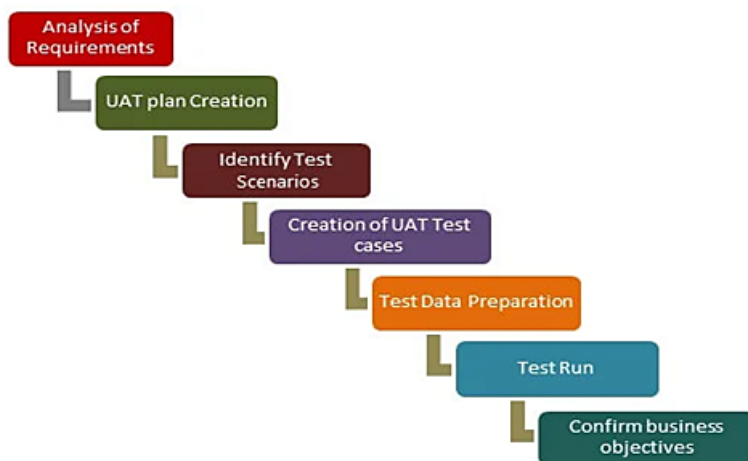 Analysis of
Requirements
UAT plan Creation
Identify Test
Scenarios
Creation of UAT Test
cases
Test Data Preparation
Test Run
Confirm business
objectives